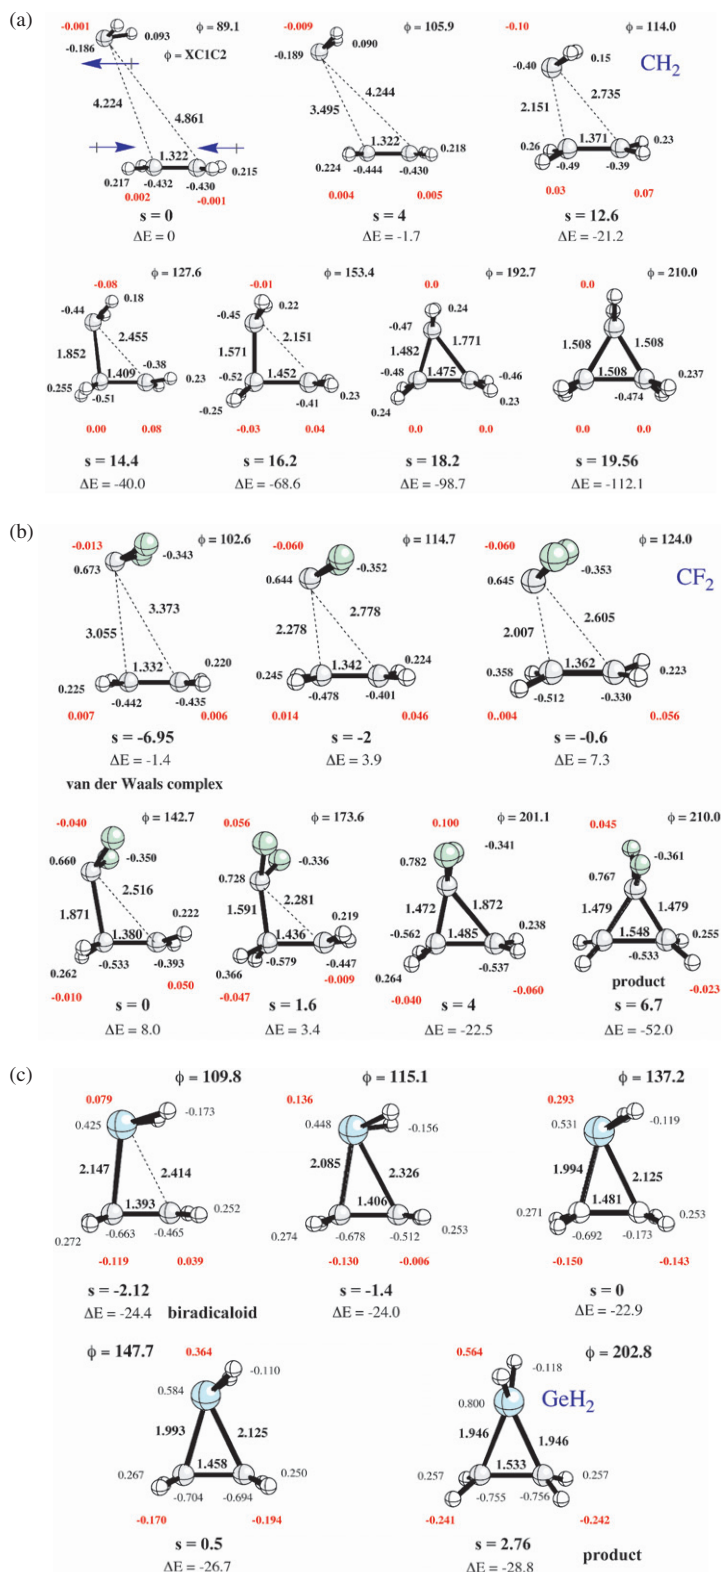 (a)
-0.001 0.093 ϕ = 89.1
-0.186 ϕ = XC1C2
4.224 4.861
1.322
0.217 -0.432 -0.430 0.215
0.002 -0.001
s = 0
ΔE = 0
-0.009 ϕ = 105.9
-0.189 0.090
3.495 4.244
1.322
0.224 -0.444 -0.430 0.218
0.004 0.005
s = 4
ΔE = -1.7
-0.10 ϕ = 114.0
-0.40 0.15 CH2
2.151 2.735
0.26 1.371 0.23
-0.49 -0.39
0.03 0.07
s = 12.6
ΔE = -21.2
-0.08 ϕ = 127.6
-0.44 0.18
1.852 2.455
0.255 1.409 -0.38 0.23
-0.51
0.00 0.08
s = 14.4
ΔE = -40.0
-0.01 ϕ = 153.4
-0.45 0.22
1.571 2.151
-0.52 1.452 0.23
-0.25 -0.41
-0.03 0.04
s = 16.2
ΔE = -68.6
0.0 ϕ = 192.7
-0.47 0.24
1.482 1.771
-0.48 1.475 -0.46
0.24 0.23
0.0 0.0
s = 18.2
ΔE = -98.7
0.0 ϕ = 210.0
1.508 1.508
1.508 0.237
-0.474
0.0 0.0
s = 19.56
ΔE = -112.1
(b)
-0.013 ϕ = 102.6
0.673 -0.343
3.055 3.373
1.332 0.220
0.225 -0.442 -0.435
0.007 0.006
s = -6.95
ΔE = -1.4
van der Waals complex
-0.060 ϕ = 114.7
0.644 -0.352
2.278 2.778
0.245 1.342 0.224
-0.478 -0.401
0.014 0.046
s = -2
ΔE = 3.9
-0.060 ϕ = 124.0
0.645 -0.353 CF2
2.007 2.605
0.358 1.362 0.223
-0.512 -0.330
0..004 0..056
s = -0.6
ΔE = 7.3
-0.040 ϕ = 142.7
0.660 -0.350
1.871 2.516
1.380 0.222
0.262 -0.533 -0.393
-0.010 0.050
s = 0
ΔE = 8.0
0.056 ϕ = 173.6
0.728 -0.336
1.591 2.281
1.436 0.219
0.366 -0.579 -0.447
-0.047 -0.009
s = 1.6
ΔE = 3.4
0.100 ϕ = 201.1
0.782 -0.341
1.472 1.872
-0.562 1.485 0.238
0.264 -0.537
-0.040 -0.060
s = 4
ΔE = -22.5
0.045 ϕ = 210.0
0.767 -0.361
1.479 1.479
1.548 0.255
-0.533
product -0.023
s = 6.7
ΔE = -52.0
(c)
ϕ = 109.8
0.079
0.425 -0.173
2.147 2.414
1.393 0.252
0.272 -0.663 -0.465
-0.119 0.039
s = -2.12
ΔE = -24.4 biradicaloid
ϕ = 115.1
0.136
0.448 -0.156
2.085 2.326
1.406
0.274 -0.678 -0.512 0.253
-0.130 -0.006
s = -1.4
ΔE = -24.0
ϕ = 137.2
0.293
0.531 -0.119
1.994 2.125
0.271 1.481 0.253
-0.692 -0.173
-0.150 -0.143
s = 0
ΔE = -22.9
ϕ = 147.7 0.364
0.584 -0.110
1.993 2.125
0.267 1.458 0.250
-0.704 -0.694
-0.170 -0.194
s = 0.5
ΔE = -26.7
0.564 ϕ = 202.8
-0.118
0.800 GeH2
1.946 1.946
0.257 1.533 0.257
-0.755 -0.756
-0.241 -0.242
s = 2.76
ΔE = -28.8 product